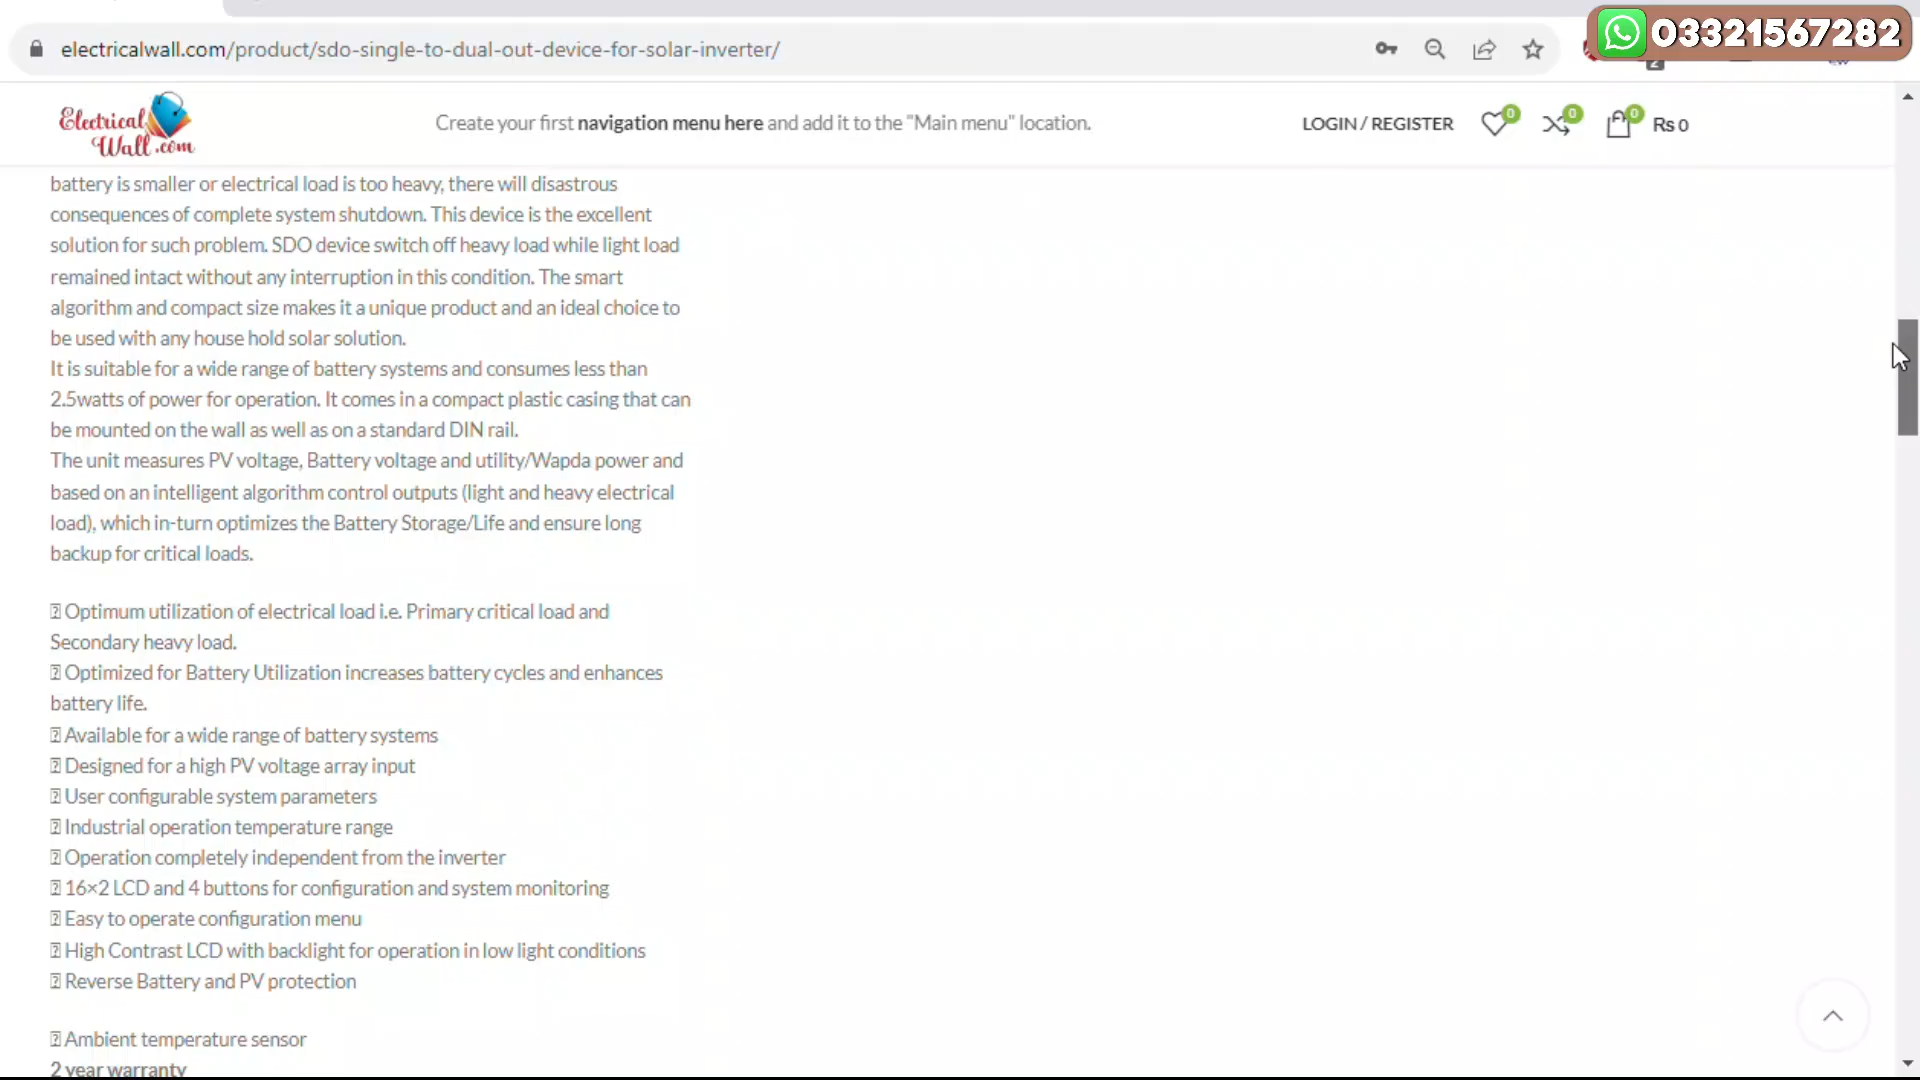 electricalwall.com/product/sdo-single-to-dual-out-device-for-solar-inverter/
03321567282
2
Electrical
Wall.com
Create your first navigation menu here and add it to the "Main menu" location.
LOGIN / REGISTER
0
0
0
Rs 0
battery is smaller or electrical load is too heavy, there will disastrous
consequences of complete system shutdown. This device is the excellent
solution for such problem. SDO device switch off heavy load while light load
remained intact without any interruption in this condition. The smart
algorithm and compact size makes it a unique product and an ideal choice to
be used with any house hold solar solution.
It is suitable for a wide range of battery systems and consumes less than
2.5watts of power for operation. It comes in a compact plastic casing that can
be mounted on the wall as well as on a standard DIN rail.
The unit measures PV voltage, Battery voltage and utility/Wapda power and
based on an intelligent algorithm control outputs (light and heavy electrical
load), which in-turn optimizes the Battery Storage/Life and ensure long
backup for critical loads.
Optimum utilization of electrical load i.e. Primary critical load and
Secondary heavy load.
Optimized for Battery Utilization increases battery cycles and enhances
battery life.
Available for a wide range of battery systems
Designed for a high PV voltage array input
User configurable system parameters
Industrial operation temperature range
Operation completely independent from the inverter
16×2 LCD and 4 buttons for configuration and system monitoring
Easy to operate configuration menu
High Contrast LCD with backlight for operation in low light conditions
Reverse Battery and PV protection
Ambient temperature sensor
2 year warranty